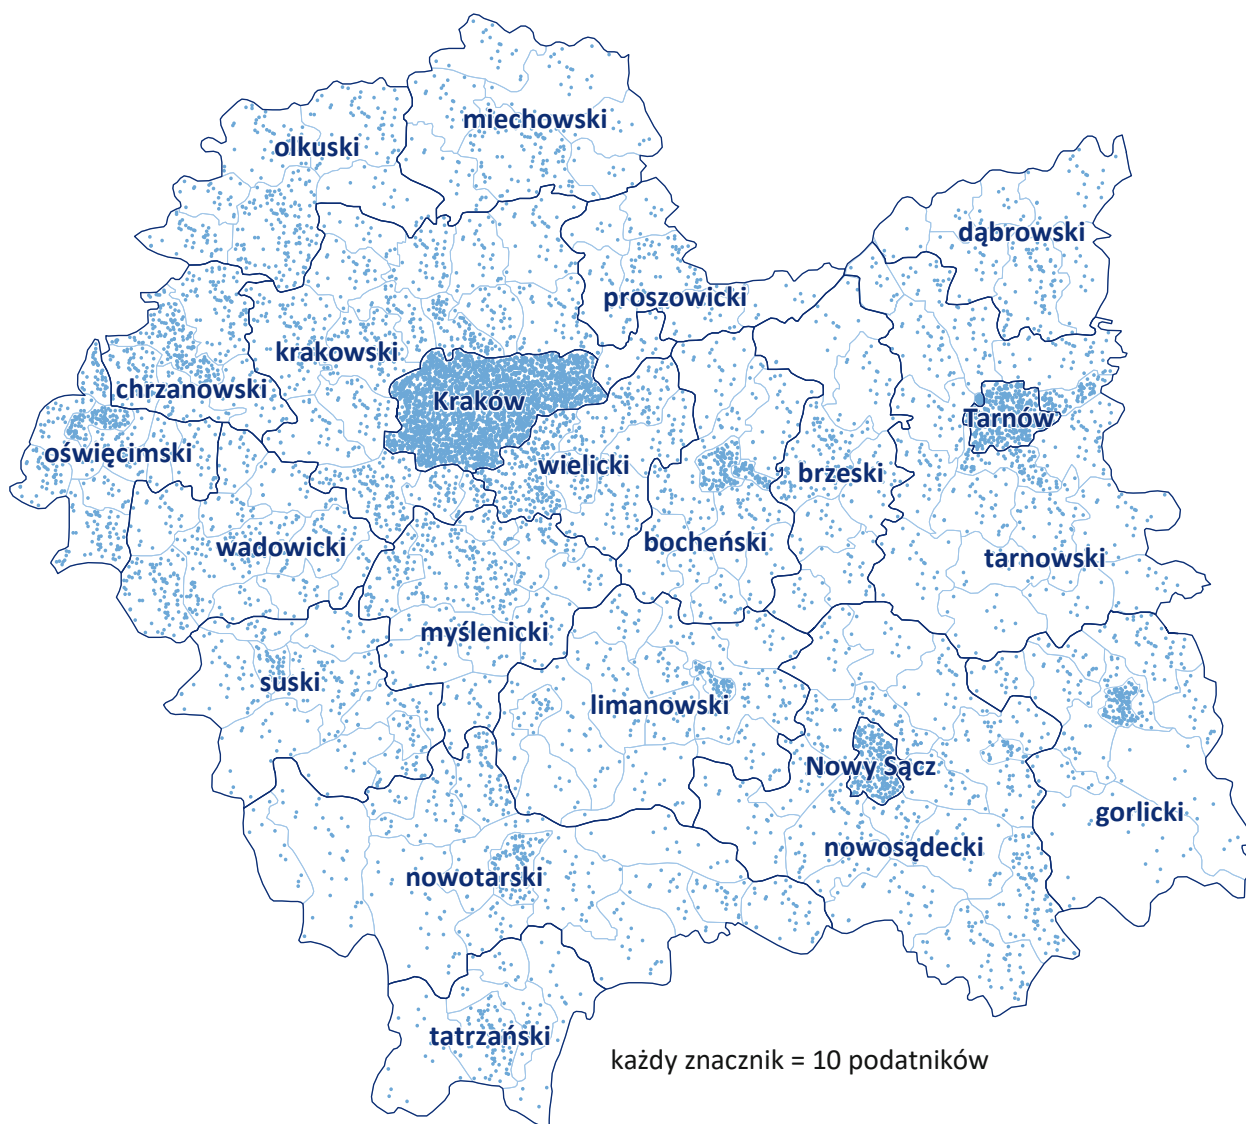 miechowski
olkuski
dąbrowski
proszowicki
krakowski
chrzanowski
Kraków
Tarnów
oświęcimski
wielicki
brzeski
wadowicki
bocheński
tarnowski
myślenicki
suski
limanowski
Nowy Sącz
gorlicki
nowosądecki
nowotarski
tatrzański
każdy znacznik = 10 podatników